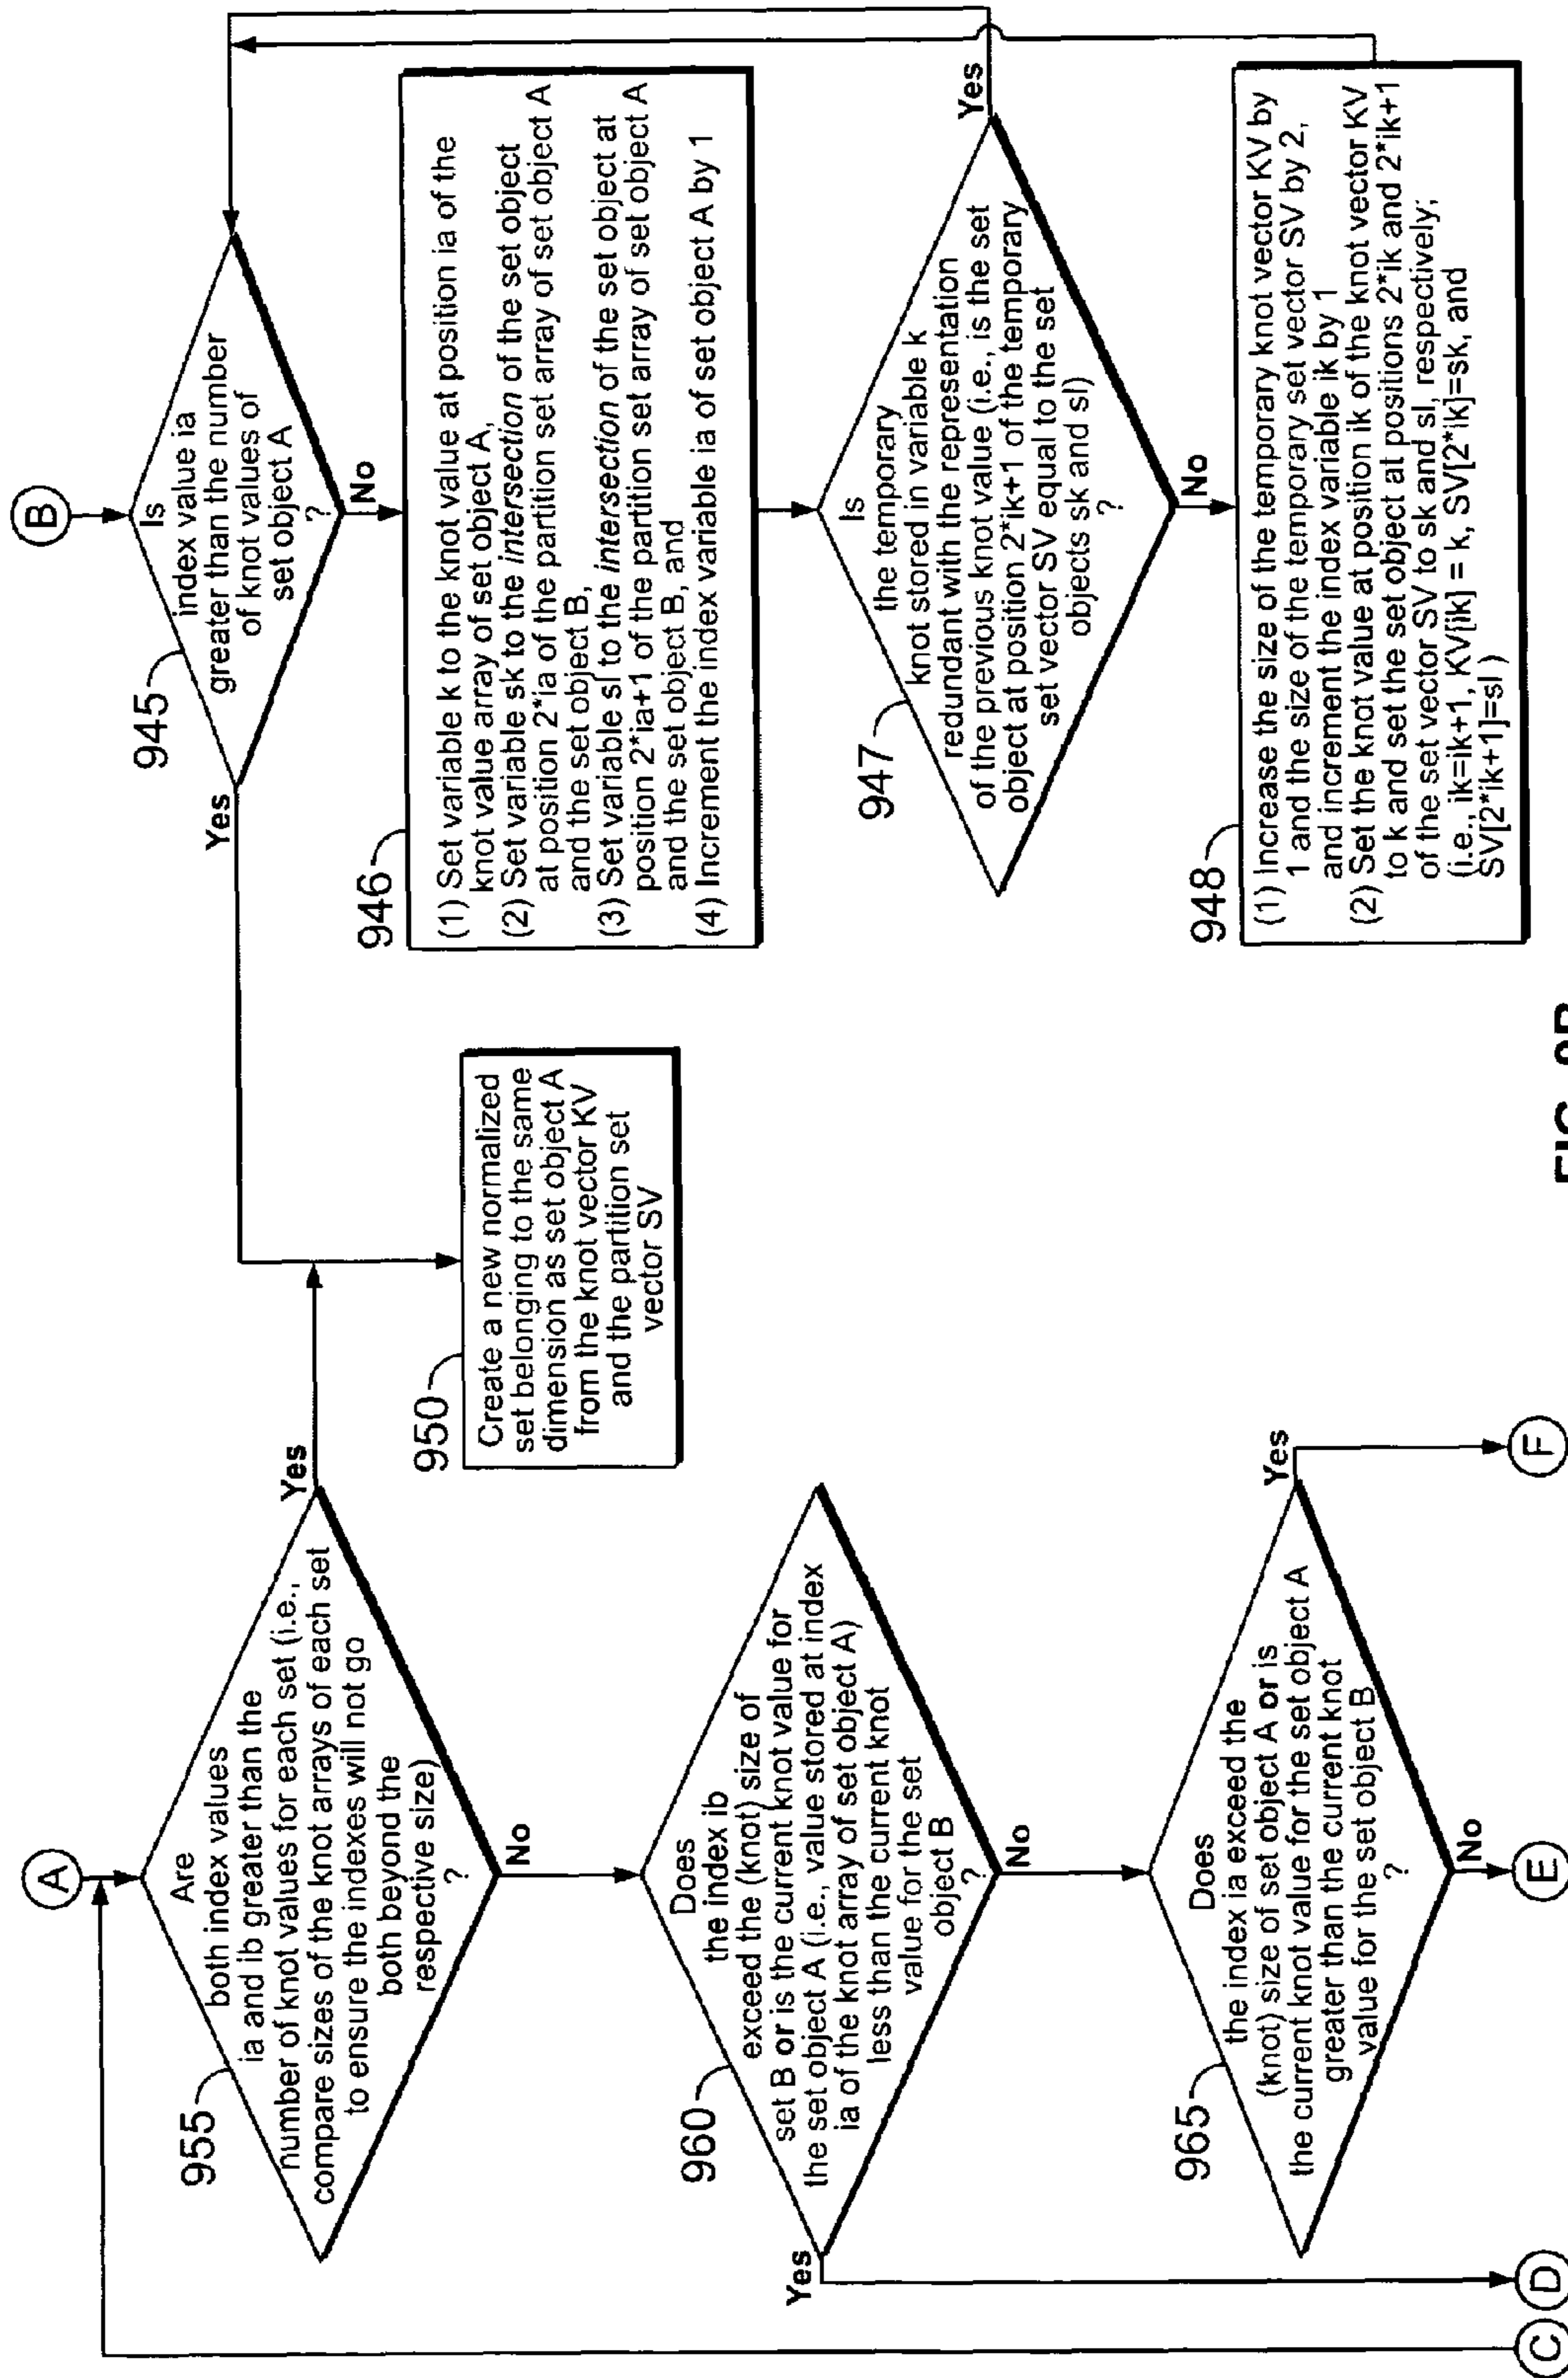 A
Are
both index values
ia and ib greater than the
number of knot values for each set (i.e.,
compare sizes of the knot arrays of each set
to ensure the indexes will not go
both beyond the
respective size)
?
955
Yes
No
Does
the index ib
exceed the (knot) size of
set B or is the current knot value for
the set object A (i.e., value stored at index
ia of the knot array of set object A)
less than the current knot
value for the set
object B
?
960
Yes
No
Does
the index ia exceed the
(knot) size of set object A or is
the current knot value for the set object A
greater than the current knot
value for the set object B
?
965
Yes
No
C
D
E
F
950
Create a new normalized
set belonging to the same
dimension as set object A
from the knot vector KV
and the partition set
vector SV
B
Is
index value ia
greater than the number
of knot values of
set object A
?
945
Yes
No
946
(1) Set variable k to the knot value at position ia of the
knot value array of set object A,
(2) Set variable sk to the intersection of the set object
at position 2*ia of the partition set array of set object A
and the set object B,
(3) Set variable sl to the intersection of the set object at
position 2*ia+1 of the partition set array of set object A
and the set object B, and
(4) Increment the index variable ia of set object A by 1
Is
the temporary
knot stored in variable k
redundant with the representation
of the previous knot value (i.e., is the set
object at position 2*ik+1 of the temporary
set vector SV equal to the set
objects sk and sl)
?
947
Yes
No
948
(1) Increase the size of the temporary knot vector KV by
1 and the size of the temporary set vector SV by 2,
and increment the index variable ik by 1
(2) Set the knot value at position ik of the knot vector KV
to k and set the set object at positions 2*ik and 2*ik+1
of the set vector SV to sk and sl, respectively;
(i.e., ik=ik+1, KV[ik] = k, SV[2*ik]=sk, and
SV[2*ik+1]=sl )